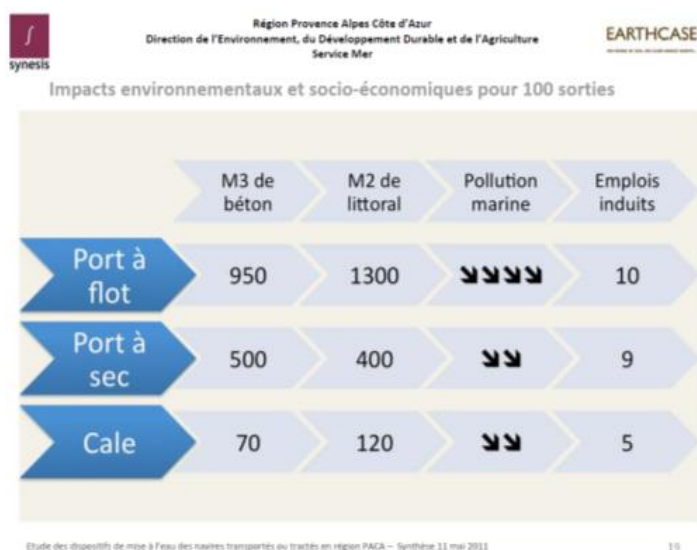 Région Provence Alpes Côte d'Azur
Direction de l'Environnement, du Développement Durable et de l'Agriculture
Service Mer
synesis
EARTHCASE
Impacts environnementaux et socio-économiques pour 100 sorties
M3 de béton
M2 de littoral
Pollution marine
Emplois induits
Port à flot
950
1300
10
Port à sec
500
400
9
Cale
70
120
5
Etude des dispositifs de mise à l'eau des navires transportés ou tractés en région PACA – Synthèse 11 mai 2011
19